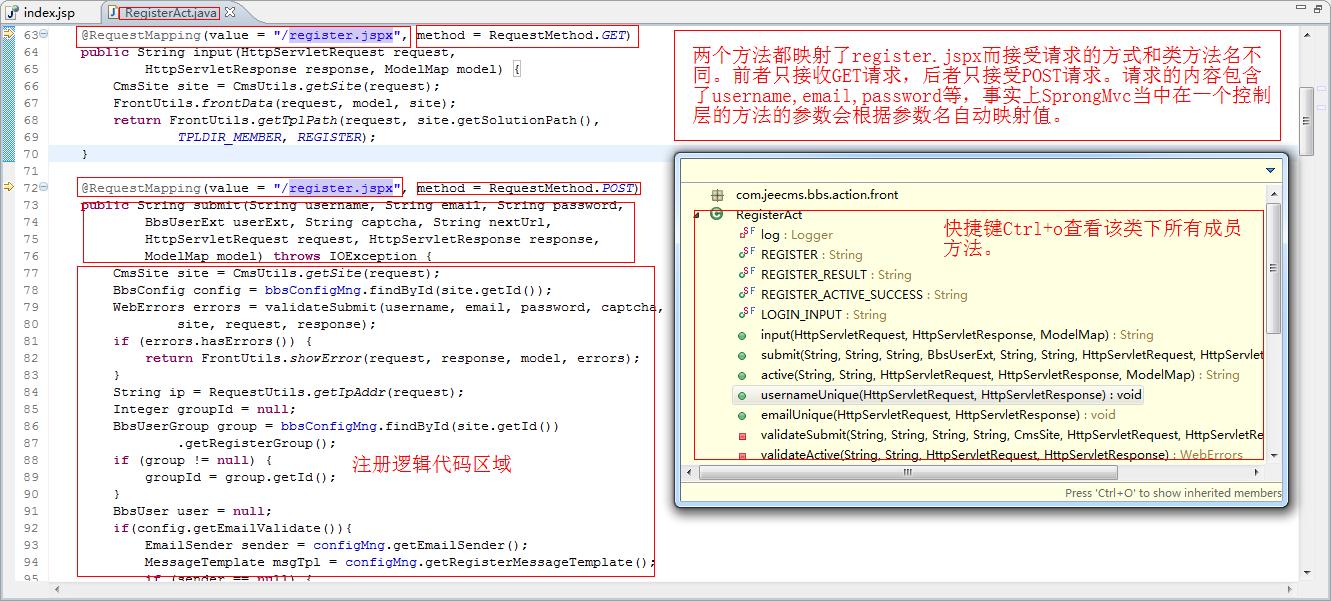 index.jsp RegisterAct.java
63 @RequestMapping(value = "/register.jspx", method = RequestMethod.GET)
64 public String input(HttpServletRequest request,
65 HttpServletResponse response, ModelMap model) {
66 CmsSite site = CmsUtils.getSite(request);
67 FrontUtils.frontData(request, model, site);
68 return FrontUtils.getTplPath(request, site.getSolutionPath(),
69 TPLDIR_MEMBER, REGISTER);
70 }
71
72 @RequestMapping(value = "/register.jspx", method = RequestMethod.POST)
73 public String submit(String username, String email, String password,
74 BbsUserExt userExt, String captcha, String nextUrl,
75 HttpServletRequest request, HttpServletResponse response,
76 ModelMap model) throws IOException {
77 CmsSite site = CmsUtils.getSite(request);
78 BbsConfig config = bbsConfigMng.findById(site.getId());
79 WebErrors errors = validateSubmit(username, email, password, captcha,
80 site, request, response);
81 if (errors.hasErrors()) {
82 return FrontUtils.showError(request, response, model, errors);
83 }
84 String ip = RequestUtils.getIpAddr(request);
85 Integer groupId = null;
86 BbsUserGroup group = bbsConfigMng.findById(site.getId())
87 .getRegisterGroup();
88 if (group != null) {
89 groupId = group.getId();
90 }
91 BbsUser user = null;
92 if(config.getEmailValidate()){
93 EmailSender sender = configMng.getEmailSender();
94 MessageTemplate msgTpl = configMng.getRegisterMessageTemplate();
95 if (sender == null) {
注册逻辑代码区域
两个方法都映射了register.jspx而接受请求的方式和类方法名不
同。前者只接收GET请求，后者只接受POST请求。请求的内容包含
了username,email,password等，事实上SprongMvc当中在一个控制
层的方法的参数会根据参数名自动映射值。
com.jeecms.bbs.action.front
RegisterAct
log : Logger
REGISTER : String
REGISTER_RESULT : String
REGISTER_ACTIVE_SUCCESS : String
LOGIN_INPUT : String
input(HttpServletRequest, HttpServletResponse, ModelMap) : String
submit(String, String, String, BbsUserExt, String, String, HttpServletRequest, HttpServlet
active(String, String, HttpServletRequest, HttpServletResponse, ModelMap) : String
usernameUnique(HttpServletRequest, HttpServletResponse) : void
emailUnique(HttpServletRequest, HttpServletResponse) : void
validateSubmit(String, String, String, String, CmsSite, HttpServletRequest, HttpServletRe
validateActive(String, String, HttpServletRequest, HttpServletResponse) : WebErrors
快捷键Ctrl+o查看该类下所有成员
方法。
Press 'Ctrl+O' to show inherited members